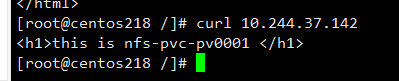 </html>
[root@centos218 /]# curl 10.244.37.142
<h1>this is nfs-pvc-pv0001 </h1>
[root@centos218 /]#